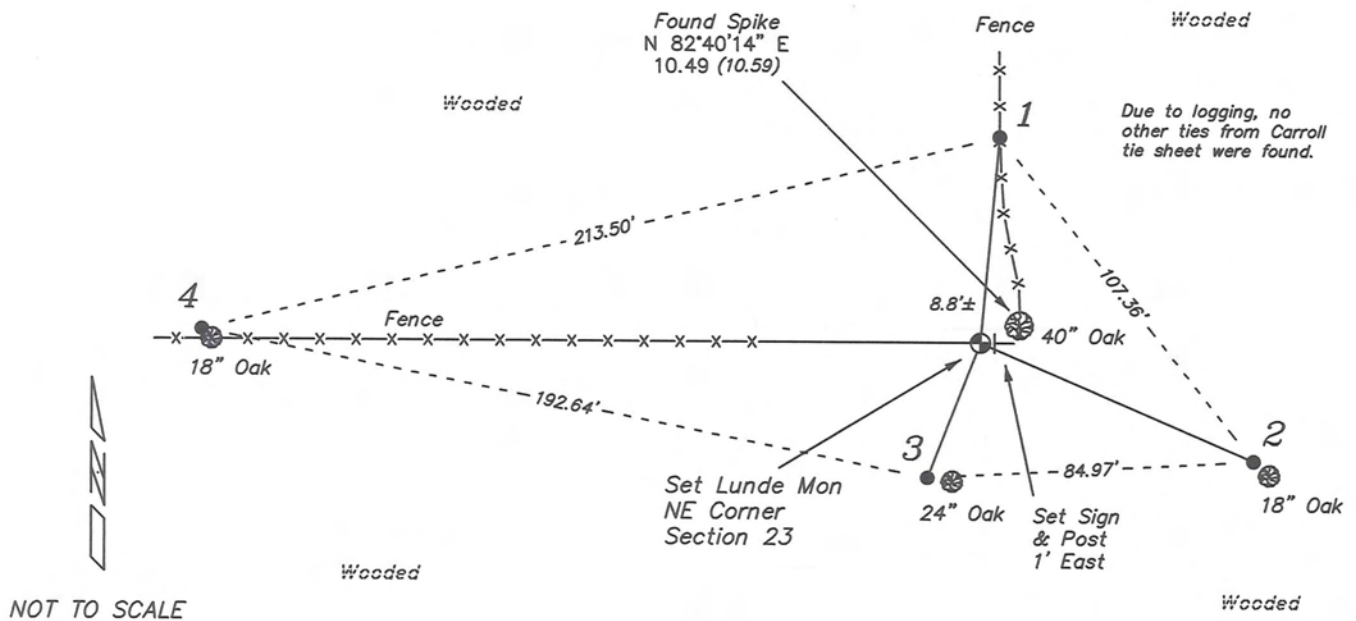 Found Spike
N 82°40'14" E
10.49 (10.59)
Fence
Wooded
Wooded
1
Due to logging, no
other ties from Carroll
tie sheet were found.
213.50'
107.36'
4
Fence
8.8'±
18" Oak
40" Oak
192.64'
3
2
84.97'
24" Oak
18" Oak
Set Lunde Mon
NE Corner
Section 23
Set Sign
& Post
1' East
N
Wooded
Wooded
NOT TO SCALE